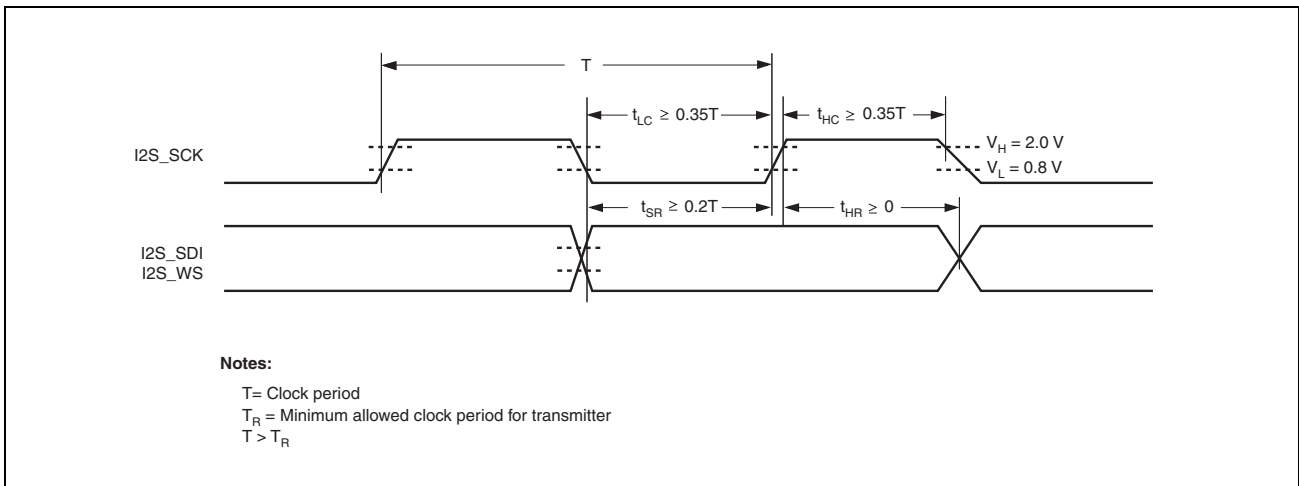 T
t_LC ≥ 0.35T
t_HC ≥ 0.35T
I2S_SCK
V_H = 2.0 V
V_L = 0.8 V
t_SR ≥ 0.2T
t_HR ≥ 0
I2S_SDI
I2S_WS
Notes:
T= Clock period
T_R = Minimum allowed clock period for transmitter
T > T_R